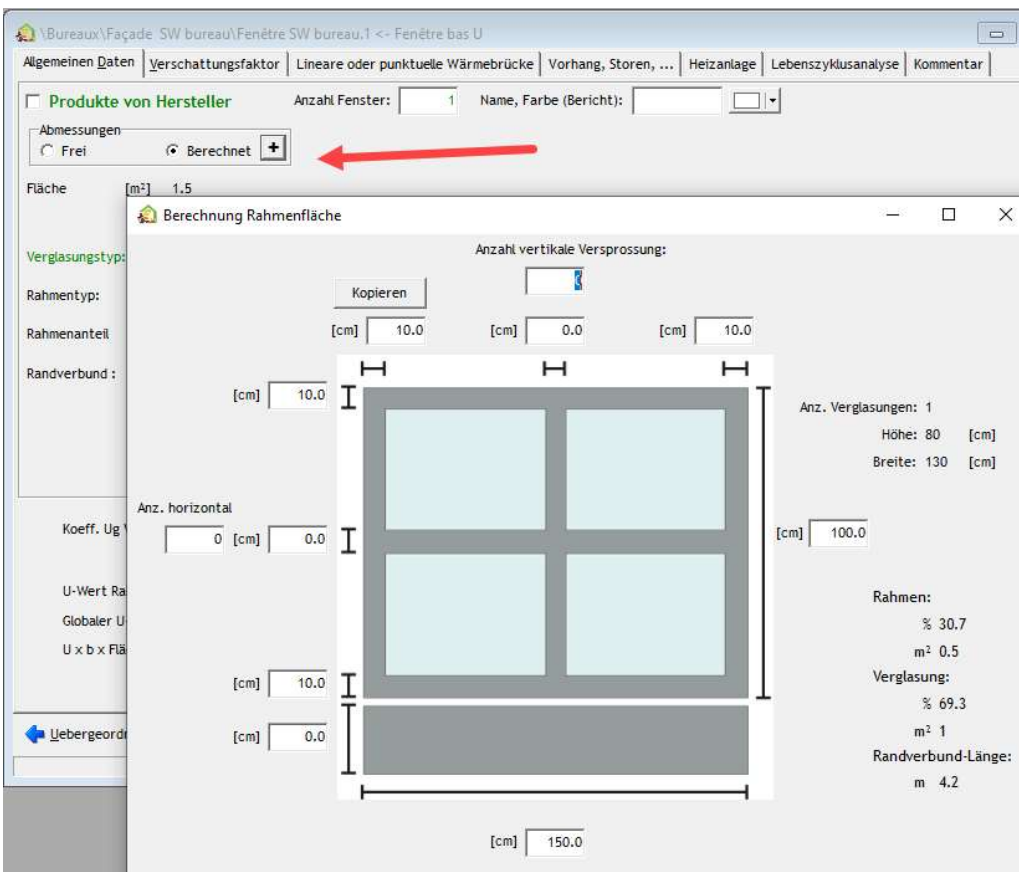 \Bureaux\Façade SW bureau\Fenêtre SW bureau.1 <- Fenêtre bas U
Allgemeinen Daten Verschattungsfaktor Lineare oder punktuelle Wärmebrücke Vorhang, Storen, ... Heizanlage Lebenszyklusanalyse Kommentar
Produkte von Hersteller Anzahl Fenster: 1 Name, Farbe (Bericht):
Abmessungen
Frei Berechnet +
Fläche [m²] 1.5
Berechnung Rahmenfläche
Verglasungstyp:
Rahmentyp:
Rahmenanteil
Randverbund :
Koeff. Ug
U-Wert
Globaler
U x b x
Anzahl vertikale Versprossung:
0
Kopieren
[cm] 10.0 [cm] 0.0 [cm] 10.0
[cm] 10.0
Anz. Verglasungen: 1
Höhe: 80 [cm]
Breite: 130 [cm]
Anz. horizontal
0 [cm] 0.0
[cm] 100.0
Rahmen:
% 30.7
m² 0.5
[cm] 10.0
Verglasung:
% 69.3
[cm] 0.0
m² 1
Randverbund-Länge:
m 4.2
[cm] 150.0